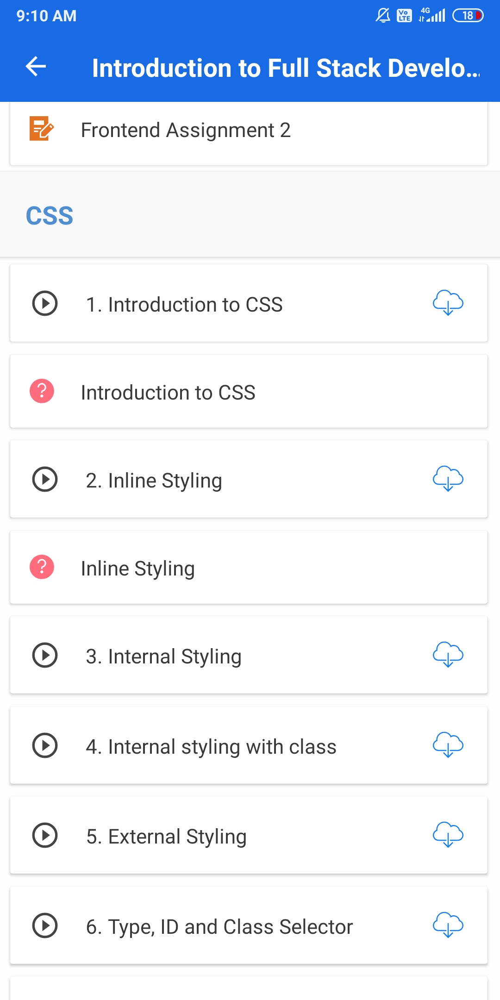 9:10 AM
Vo LTE
4G
18
Introduction to Full Stack Develo...
Frontend Assignment 2
CSS
1. Introduction to CSS
? Introduction to CSS
2. Inline Styling
? Inline Styling
3. Internal Styling
4. Internal styling with class
5. External Styling
6. Type, ID and Class Selector